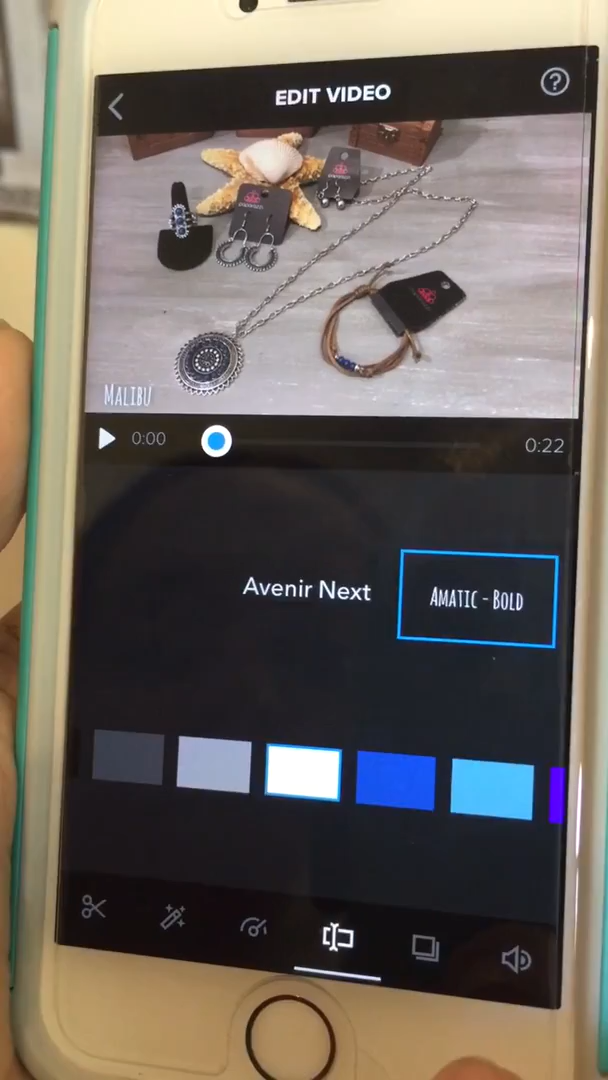 EDIT VIDEO
?
MALIBU
0:00
0:22
Avenir Next
AMATIC - BOLD